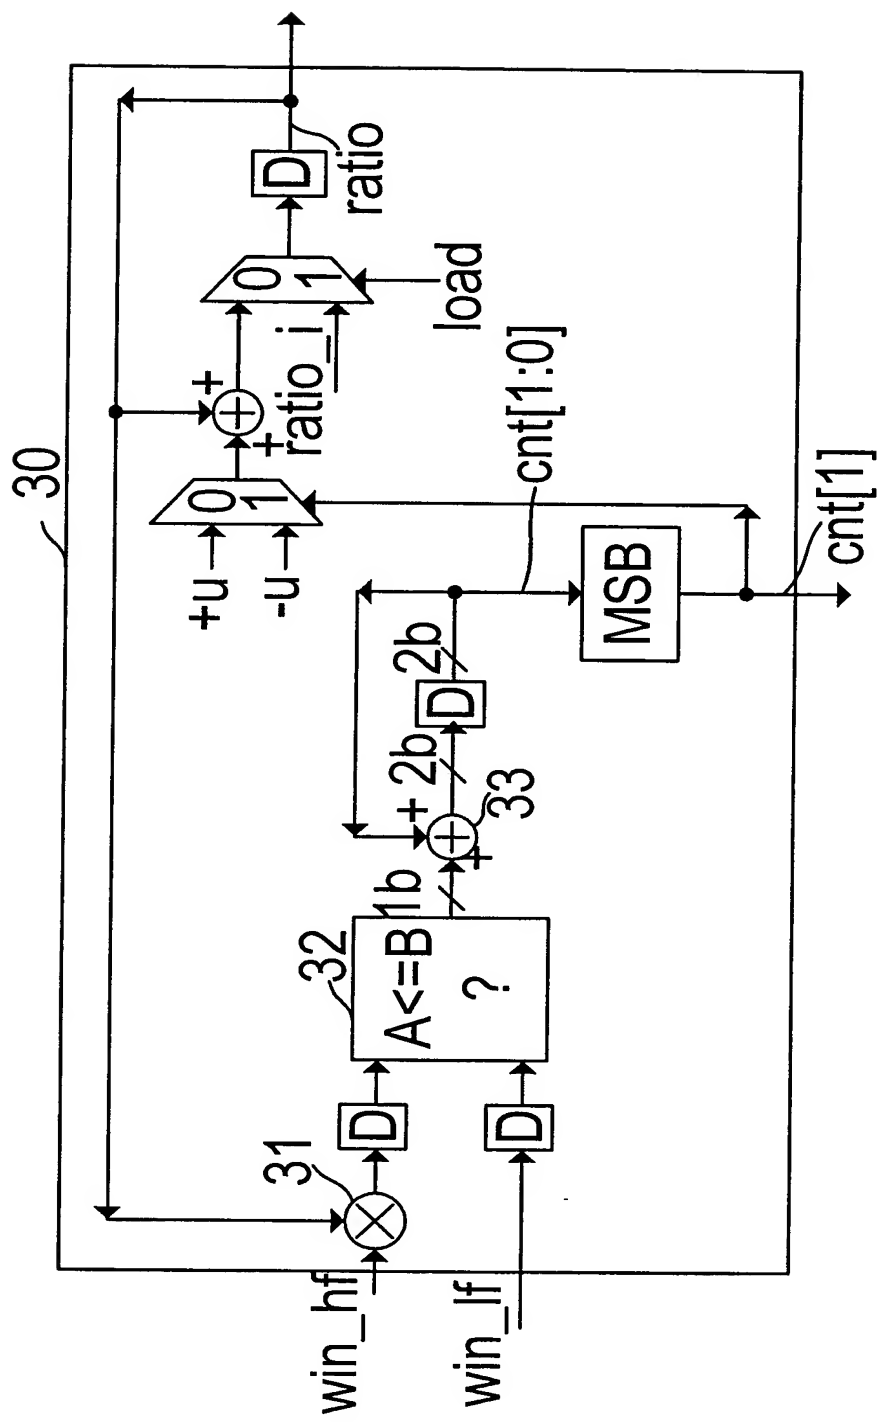 30
+u
-u
0
1
+
+
+
ratio_i
0
1
load
D
ratio
win_hf
win_lf
31
×
D
D
32
A<=B
?
1b
+
+
+
33
2b
D
2b
cnt[1:0]
MSB
cnt[1]